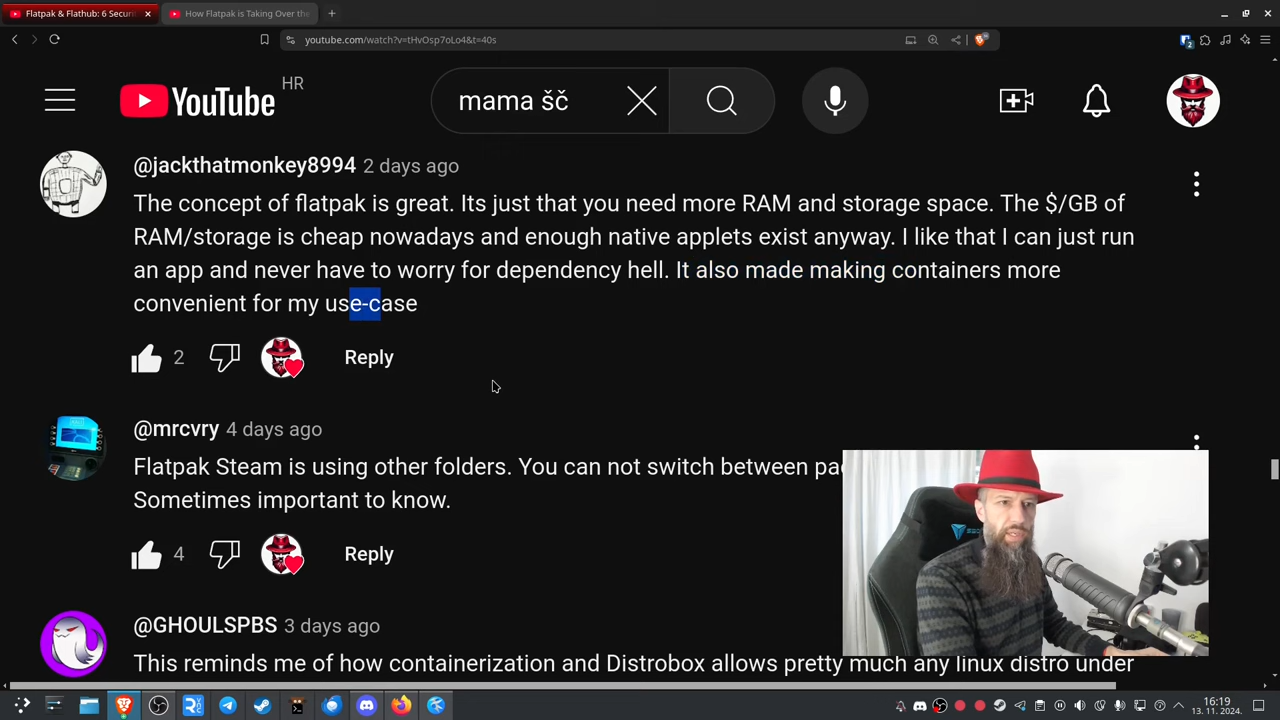 Flatpak & Flathub: 6 Securi
How Flatpak is Taking Over the
youtube.com/watch?v=tHvOsp7oLo4&t=40s
YouTube HR
mama šč
@jackthatmonkey8994 2 days ago
The concept of flatpak is great. Its just that you need more RAM and storage space. The $/GB of
RAM/storage is cheap nowadays and enough native applets exist anyway. I like that I can just run
an app and never have to worry for dependency hell. It also made making containers more
convenient for my use-case
2 Reply
@mrcvry 4 days ago
Flatpak Steam is using other folders. You can not switch between pa
Sometimes important to know.
4 Reply
@GHOULSPBS 3 days ago
This reminds me of how containerization and Distrobox allows pretty much any linux distro under
16:19
13. 11. 2024.